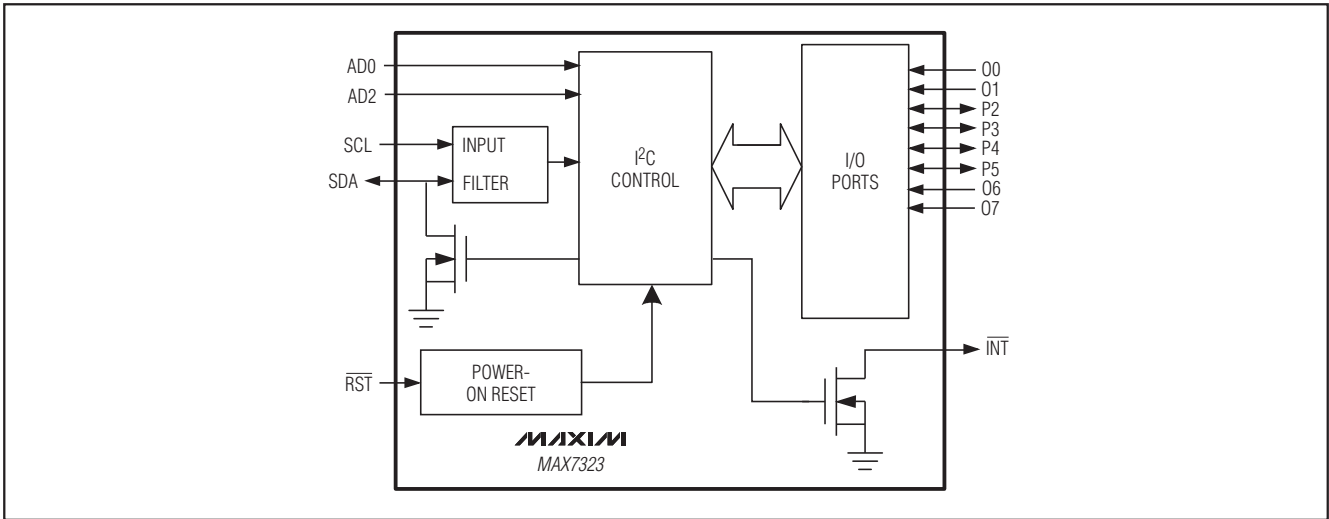 AD0
AD2
SCL
SDA
INPUT
FILTER
I²C
CONTROL
I/O
PORTS
O0
O1
P2
P3
P4
P5
O6
O7
RST
POWER-
ON RESET
INT
MAXIM
MAX7323